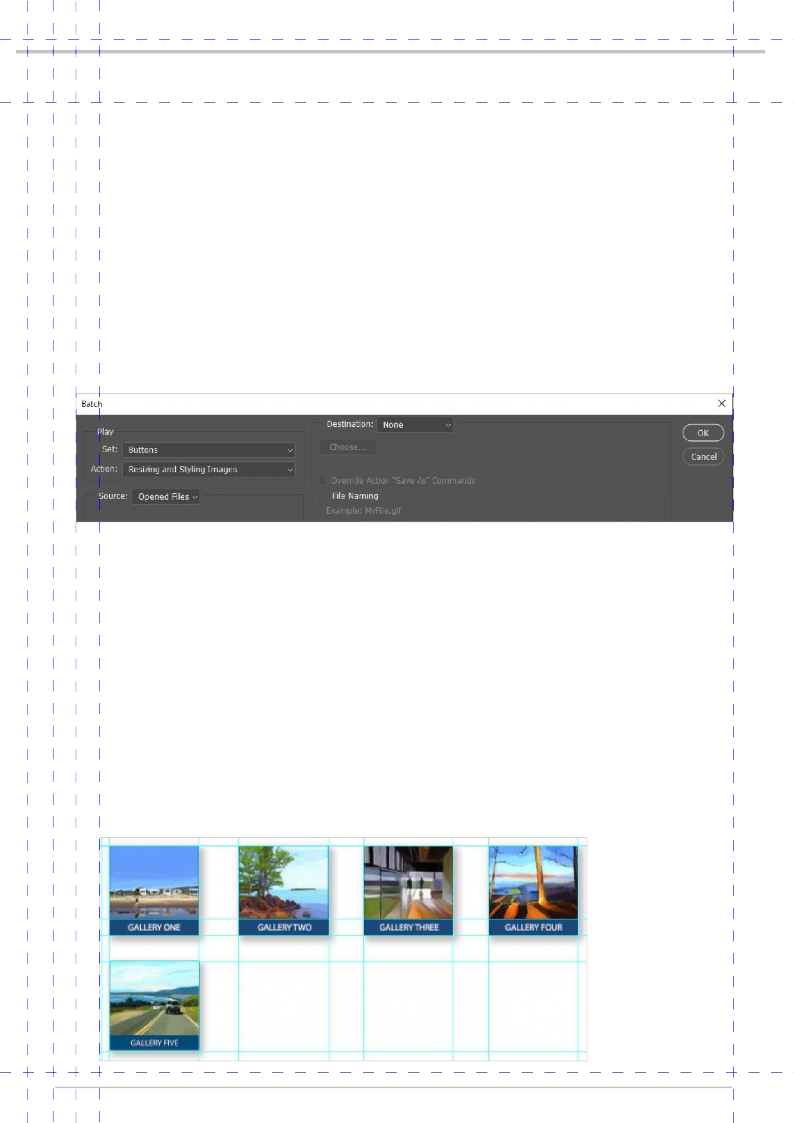 Batch
Play
Set: Buttons
Action: Resizing and Styling Images
Source: Opened Files
Destination: None
Choose...
Override Action "Save As" Commands
File Naming
Example: MyFile.gif
OK
Cancel
GALLERY ONE
GALLERY TWO
GALLERY THREE
GALLERY FOUR
GALLERY FIVE